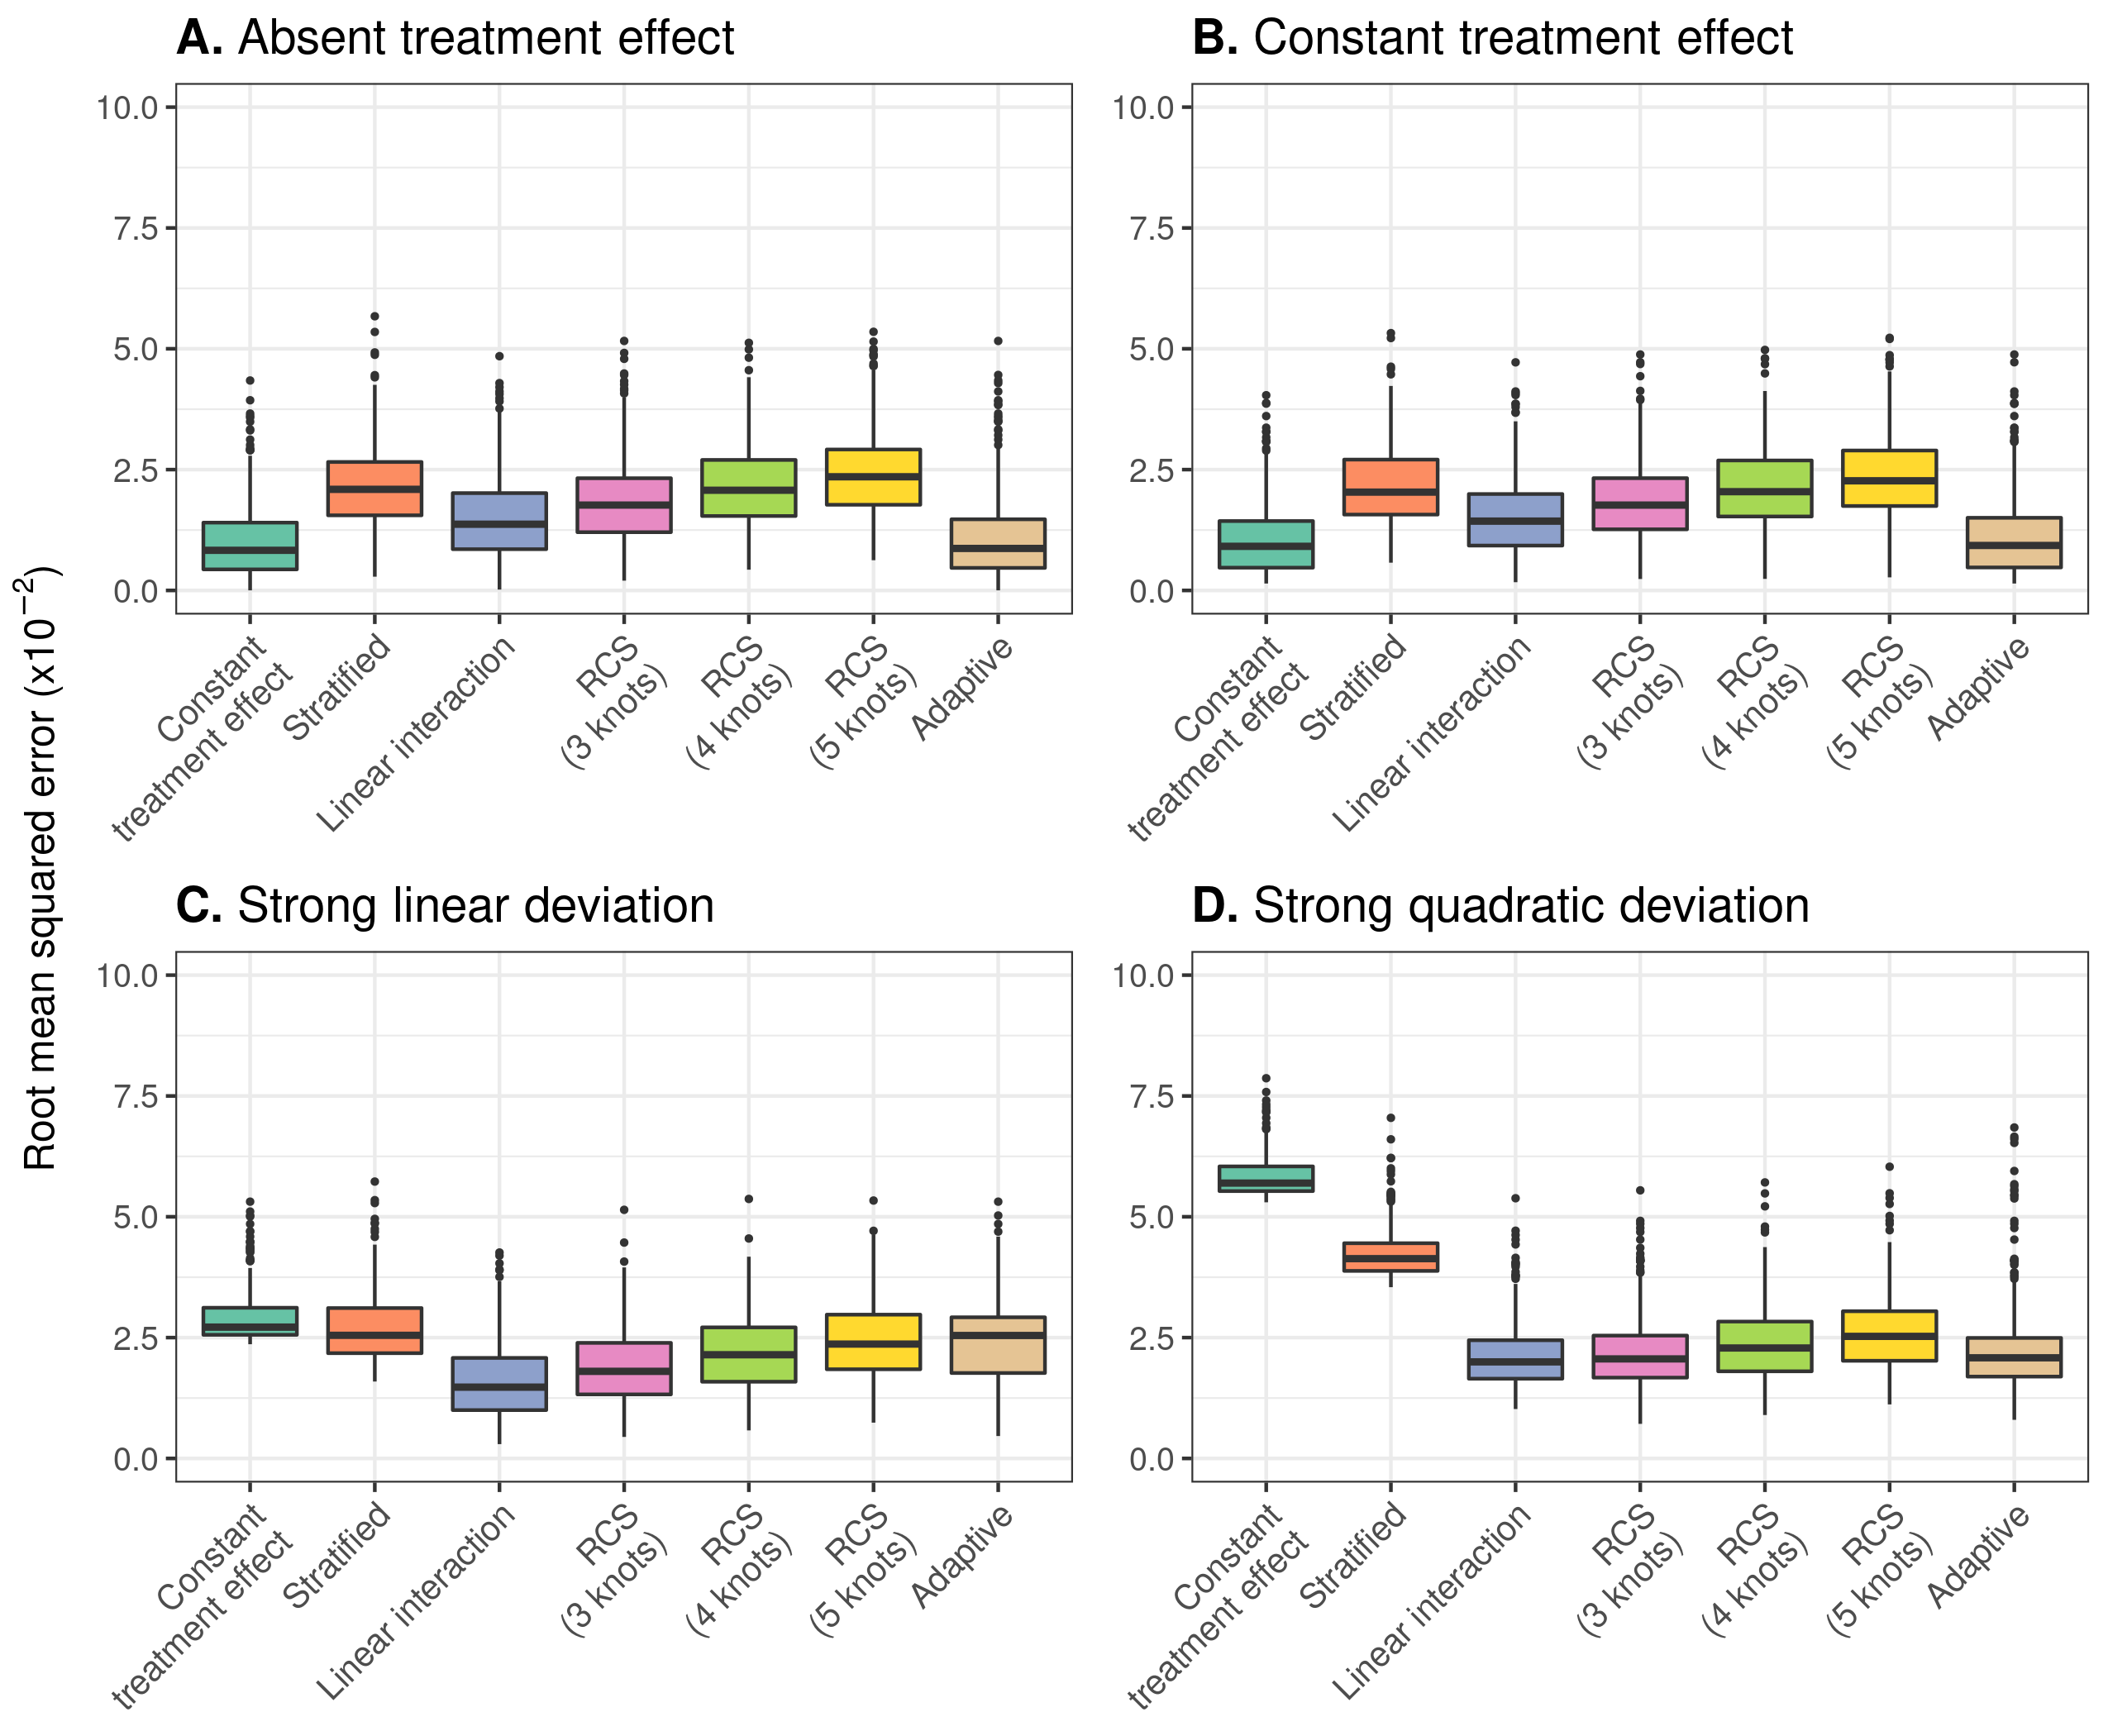 A. Absent treatment effect
10.0
7.5
5.0
2.5
0.0
Constant
treatment effect
Stratified
Linear interaction
RCS
(3 knots)
RCS
(4 knots)
RCS
(5 knots)
Adaptive
B. Constant treatment effect
10.0
7.5
5.0
2.5
0.0
Constant
treatment effect
Stratified
Linear interaction
RCS
(3 knots)
RCS
(4 knots)
RCS
(5 knots)
Adaptive
Root mean squared error (x10⁻²)
C. Strong linear deviation
10.0
7.5
5.0
2.5
0.0
Constant
treatment effect
Stratified
Linear interaction
RCS
(3 knots)
RCS
(4 knots)
RCS
(5 knots)
Adaptive
D. Strong quadratic deviation
10.0
7.5
5.0
2.5
0.0
Constant
treatment effect
Stratified
Linear interaction
RCS
(3 knots)
RCS
(4 knots)
RCS
(5 knots)
Adaptive